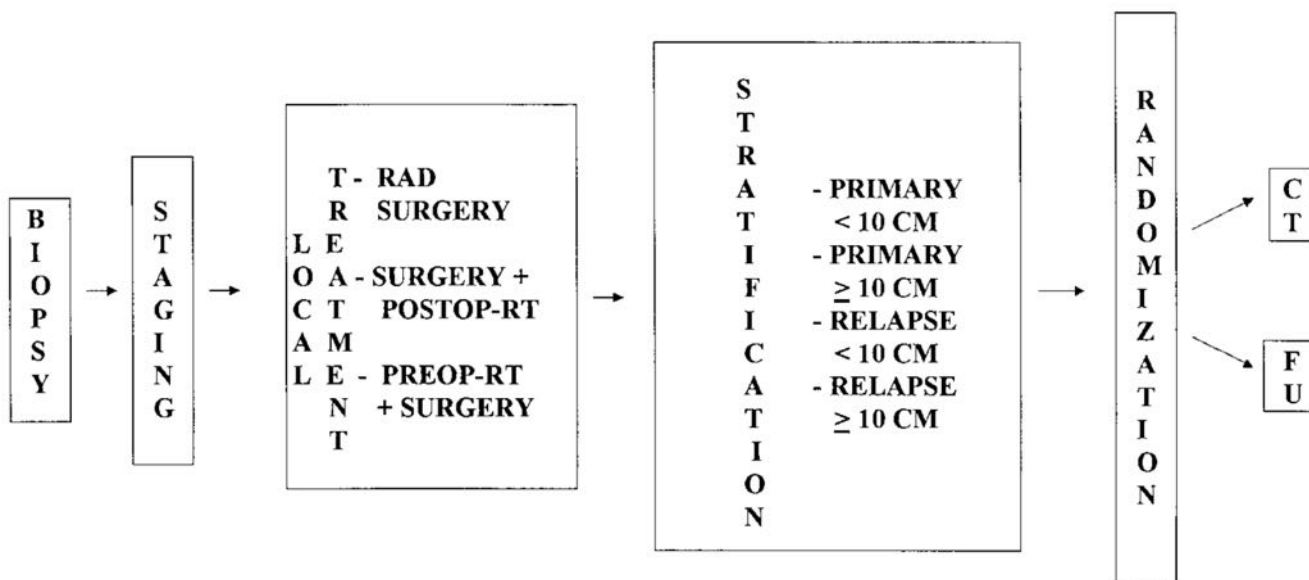 BIOPSY
STAGING
LOCAL
TREATMENT
- RAD
SURGERY
- SURGERY +
POSTOP-RT
- PREOP-RT
+ SURGERY
STRATIFICATION
- PRIMARY
< 10 CM
- PRIMARY
≥ 10 CM
- RELAPSE
< 10 CM
- RELAPSE
≥ 10 CM
RANDOMIZATION
CT
FU